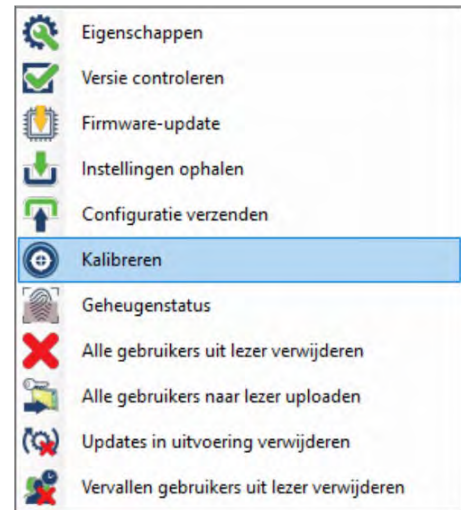 Eigenschappen
Versie controleren
Firmware-update
Instellingen ophalen
Configuratie verzenden
Kalibreren
Geheugenstatus
Alle gebruikers uit lezer verwijderen
Alle gebruikers naar lezer uploaden
Updates in uitvoering verwijderen
Vervallen gebruikers uit lezer verwijderen